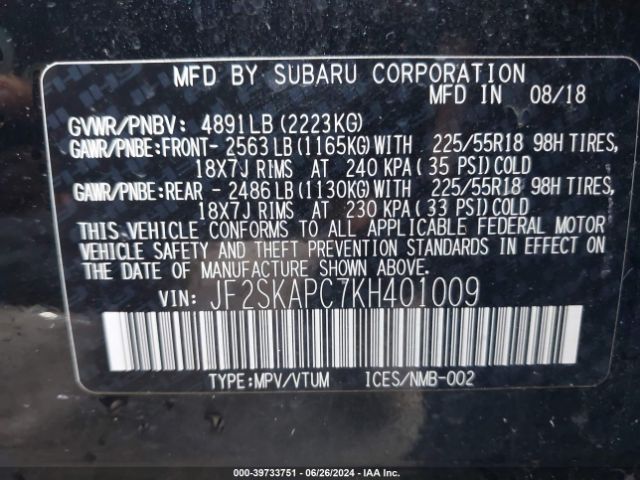 MFD BY SUBARU CORPORATION
MFD IN 08/18
GVWR/PNBV: 4891LB (2223KG)
GAWR/PNBE:FRONT- 2563 LB (1165KG) WITH 225/55R18 98H TIRES,
18X7J RIMS AT 240 KPA (35 PSI) COLD
GAWR/PNBE:REAR - 2486 LB (1130KG) WITH 225/55R18 98H TIRES,
18X7J RIMS AT 230 KPA (33 PSI) COLD
THIS VEHICLE CONFORMS TO ALL APPLICABLE FEDERAL MOTOR
VEHICLE SAFETY AND THEFT PREVENTION STANDARDS IN EFFECT ON
THE DATE OF MANUFACTURE SHOWN ABOVE.
VIN: JF2SKAPC7KH401009
TYPE:MPV/VTUM ICES/NMB-002
000-39733751 | 06/26/2024 | IAAI.COM